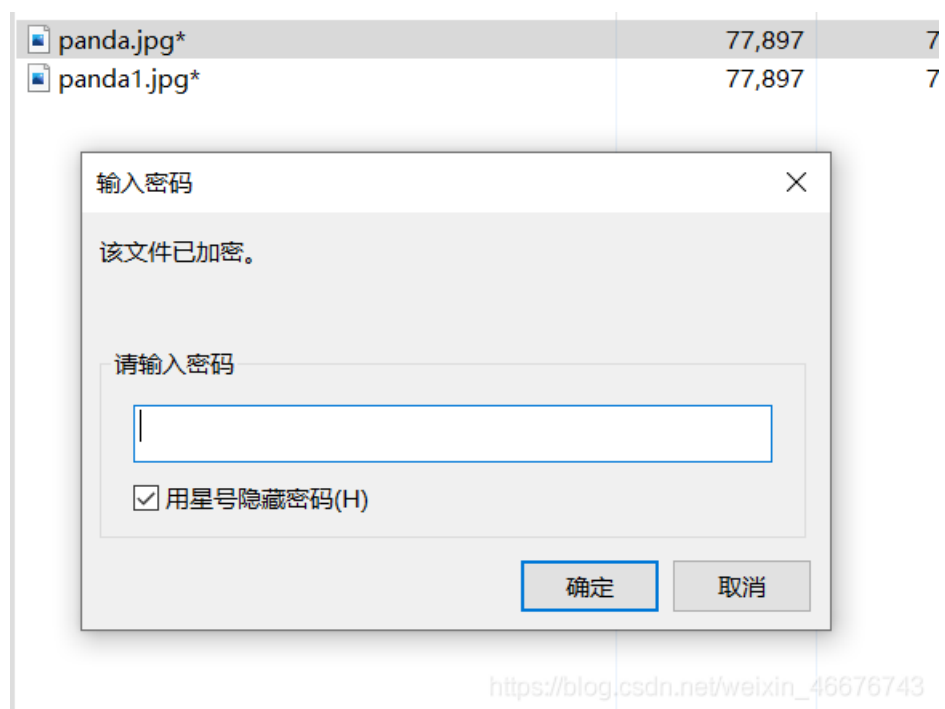 panda.jpg* 77,897 7
panda1.jpg* 77,897 7
输入密码
该文件已加密。
请输入密码
用星号隐藏密码(H)
确定 取消
https://blog.csdn.net/weixin_46676743